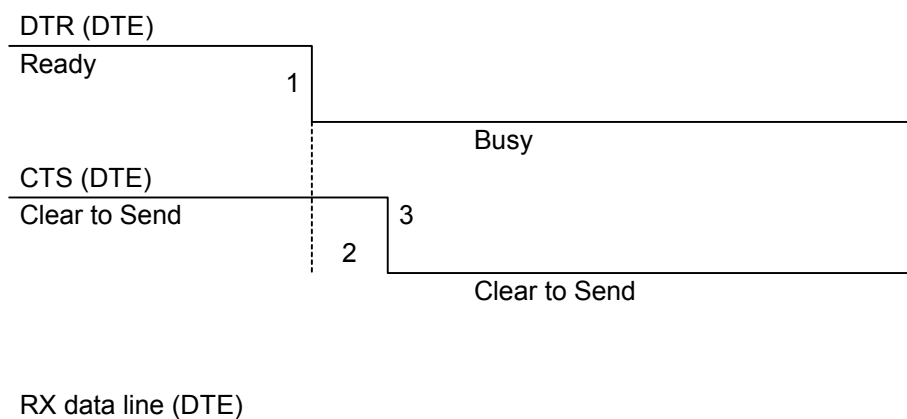 DTR (DTE)
Ready
1
Busy
CTS (DTE)
Clear to Send
3
2
Clear to Send
RX data line (DTE)